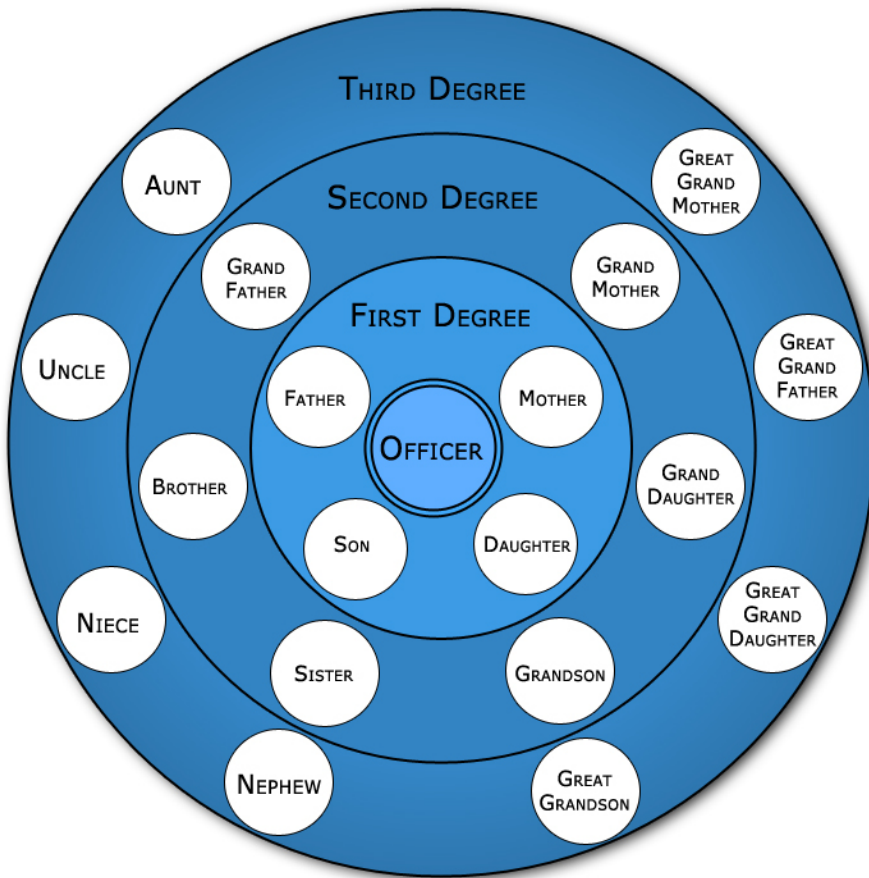 Third Degree
Aunt
Great
Grand
Mother
Second Degree
Grand
Father
Grand
Mother
First Degree
Uncle
Great
Grand
Father
Father
Mother
Officer
Brother
Grand
Daughter
Son
Daughter
Niece
Great
Grand
Daughter
Sister
Grandson
Nephew
Great
Grandson